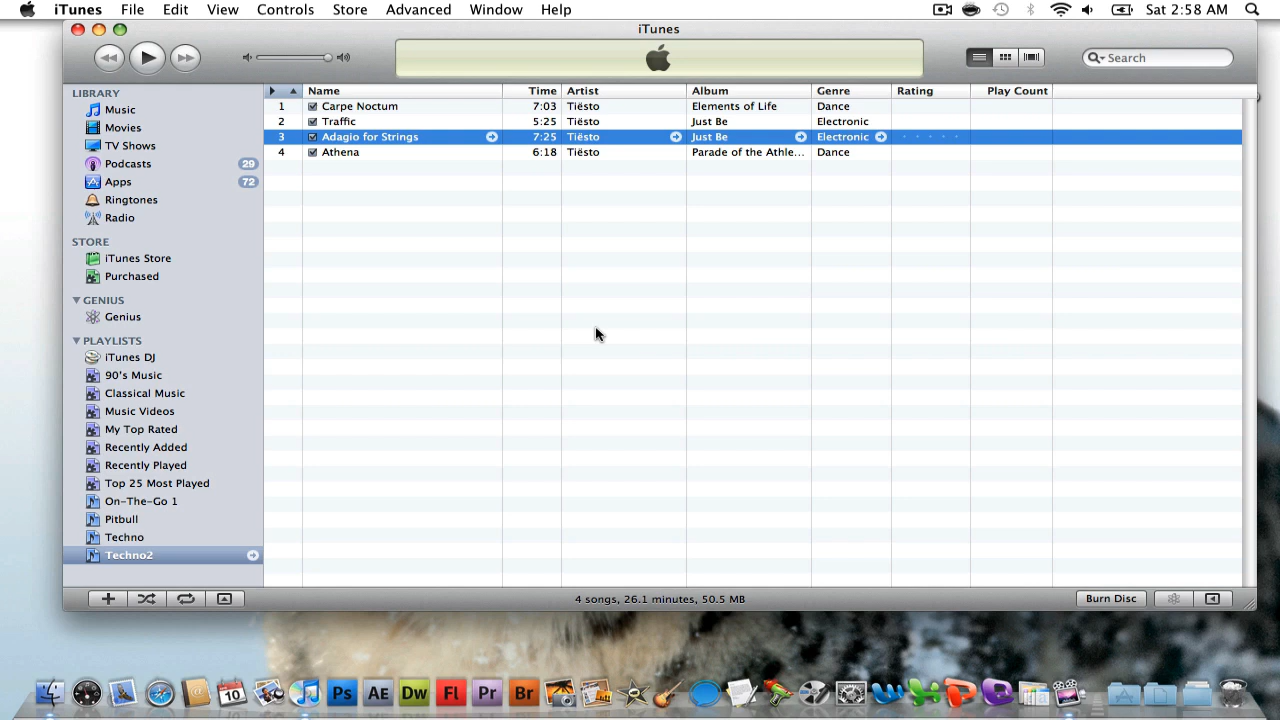 iTunes File Edit View Controls Store Advanced Window Help Sat 2:58 AM
iTunes
Search
LIBRARY
Music
Movies
TV Shows
Podcasts 29
Apps 72
Ringtones
Radio
STORE
iTunes Store
Purchased
GENIUS
Genius
PLAYLISTS
iTunes DJ
90's Music
Classical Music
Music Videos
My Top Rated
Recently Added
Recently Played
Top 25 Most Played
On-The-Go 1
Pitbull
Techno
Techno2
Name Time Artist Album Genre Rating Play Count
1 Carpe Noctum 7:03 Tiësto Elements of Life Dance
2 Traffic 5:25 Tiësto Just Be Electronic
3 Adagio for Strings 7:25 Tiësto Just Be Electronic
4 Athena 6:18 Tiësto Parade of the Athle... Dance
4 songs, 26.1 minutes, 50.5 MB
Burn Disc
10
Ps AE Dw Fl Pr Br